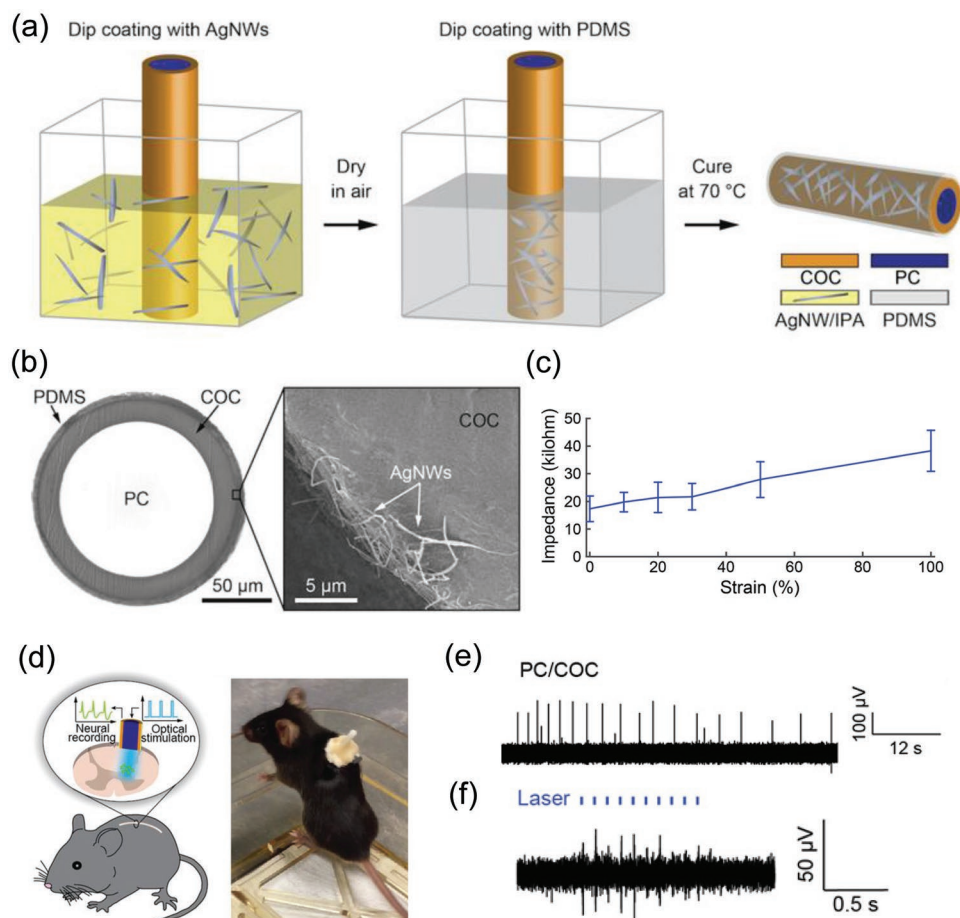 (a)
Dip coating with AgNWs
Dip coating with PDMS
Dry
in air
Cure
at 70 °C
COC
PC
AgNW/IPA
PDMS
(b)
PDMS
COC
PC
50 µm
COC
AgNWs
5 µm
(c)
Impedance (kilohm)
50
40
30
20
10
0
0
20
40
60
80
100
Strain (%)
(d)
Neural
recording
Optical
stimulation
(e)
PC/COC
100 µV
12 s
(f)
Laser
50 µV
0.5 s